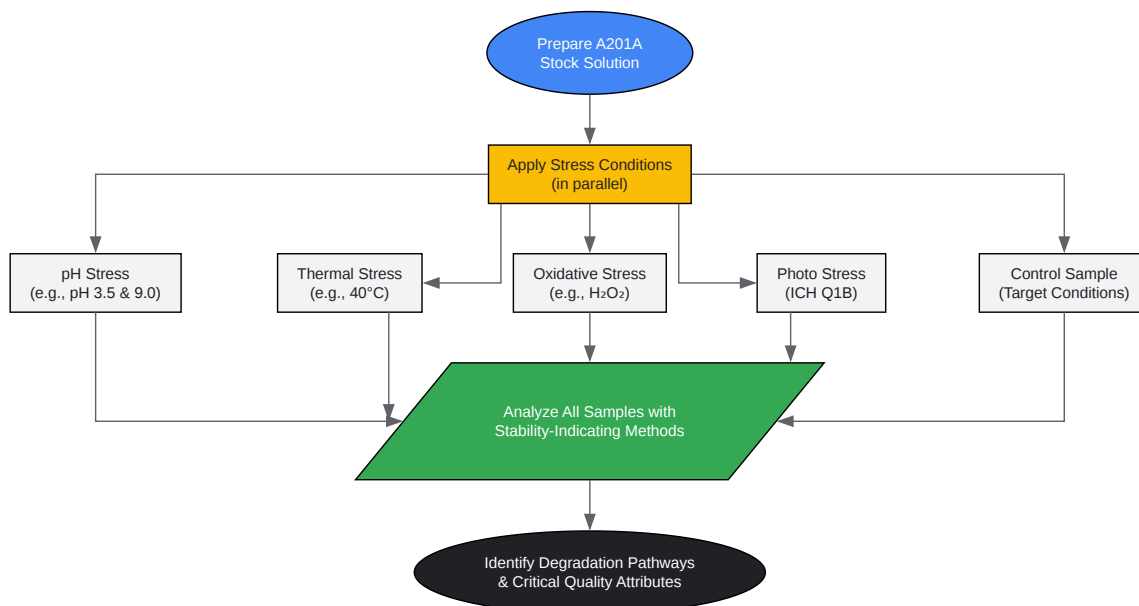 Prepare A201A
Stock Solution
Apply Stress Conditions
(in parallel)
pH Stress
(e.g., pH 3.5 & 9.0)
Thermal Stress
(e.g., 40°C)
Oxidative Stress
(e.g., H₂O₂)
Photo Stress
(ICH Q1B)
Control Sample
(Target Conditions)
Analyze All Samples with
Stability-Indicating Methods
Identify Degradation Pathways
& Critical Quality Attributes